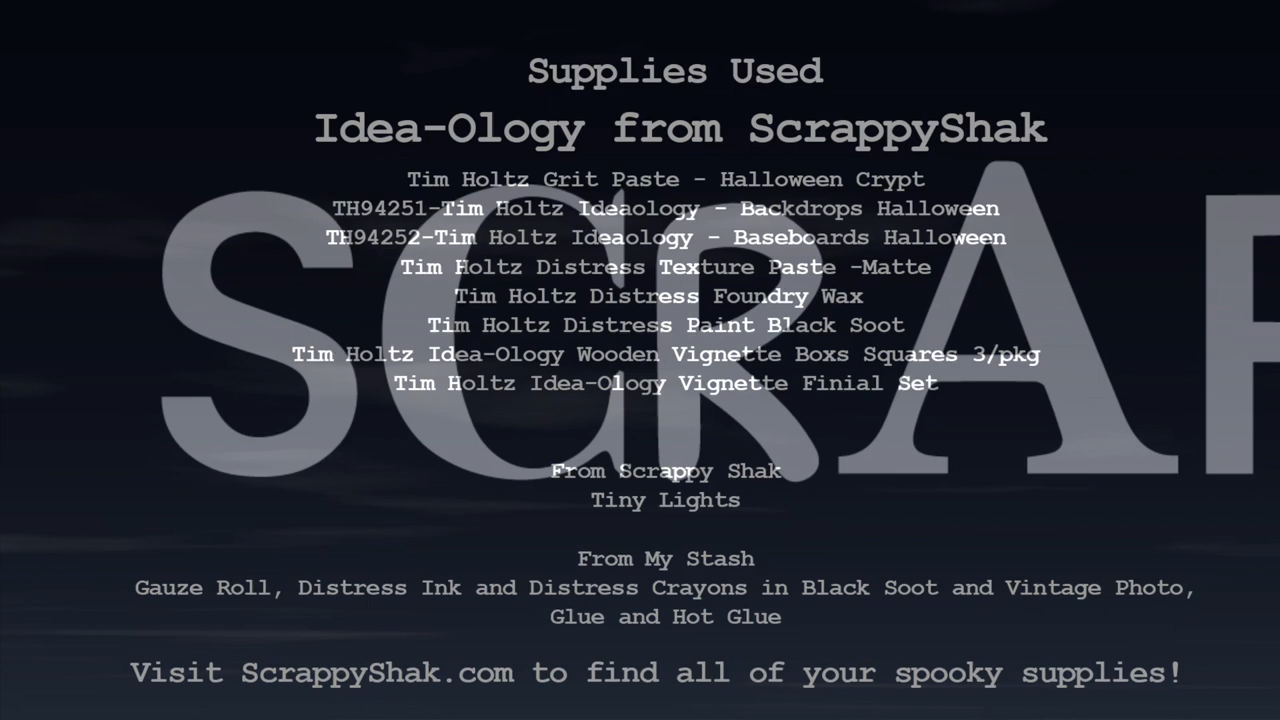 Supplies Used
Idea-Ology from ScrappyShak
Tim Holtz Grit Paste - Halloween Crypt
TH94251-Tim Holtz Ideaology - Backdrops Halloween
TH94252-Tim Holtz Ideaology - Baseboards Halloween
Tim Holtz Distress Texture Paste -Matte
Tim Holtz Distress Foundry Wax
Tim Holtz Distress Paint Black Soot
Tim Holtz Idea-Ology Wooden Vignette Boxs Squares 3/pkg
Tim Holtz Idea-Ology Vignette Finial Set
SCRAP
From Scrappy Shak
Tiny Lights
From My Stash
Gauze Roll, Distress Ink and Distress Crayons in Black Soot and Vintage Photo,
Glue and Hot Glue
Visit ScrappyShak.com to find all of your spooky supplies!